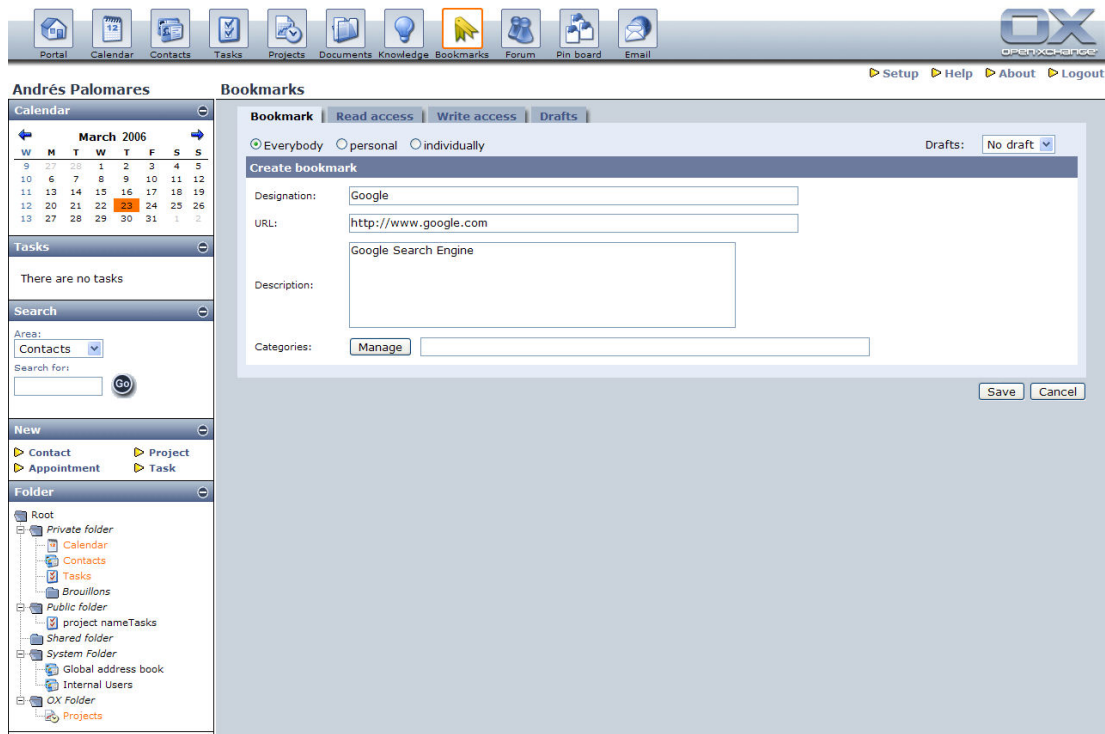 Portal Calendar Contacts Tasks Projects Documents Knowledge Bookmarks Forum Pin board Email
OX
OPEN-XCHANGE
Setup Help About Logout
Andrés Palomares
Bookmarks
Calendar
March 2006
W M T W T F S S
9 27 28 1 2 3 4 5
10 6 7 8 9 10 11 12
11 13 14 15 16 17 18 19
12 20 21 22 23 24 25 26
13 27 28 29 30 31 1 2
Tasks
There are no tasks
Search
Area:
Contacts
Search for:
Go
New
Contact Project
Appointment Task
Folder
Root
Private folder
Calendar
Contacts
Tasks
Brouillons
Public folder
project nameTasks
Shared folder
System Folder
Global address book
Internal Users
OX Folder
Projects
Bookmark Read access Write access Drafts
Everybody personal individually Drafts: No draft
Create bookmark
Designation: Google
URL: http://www.google.com
Description: Google Search Engine
Categories: Manage
Save Cancel